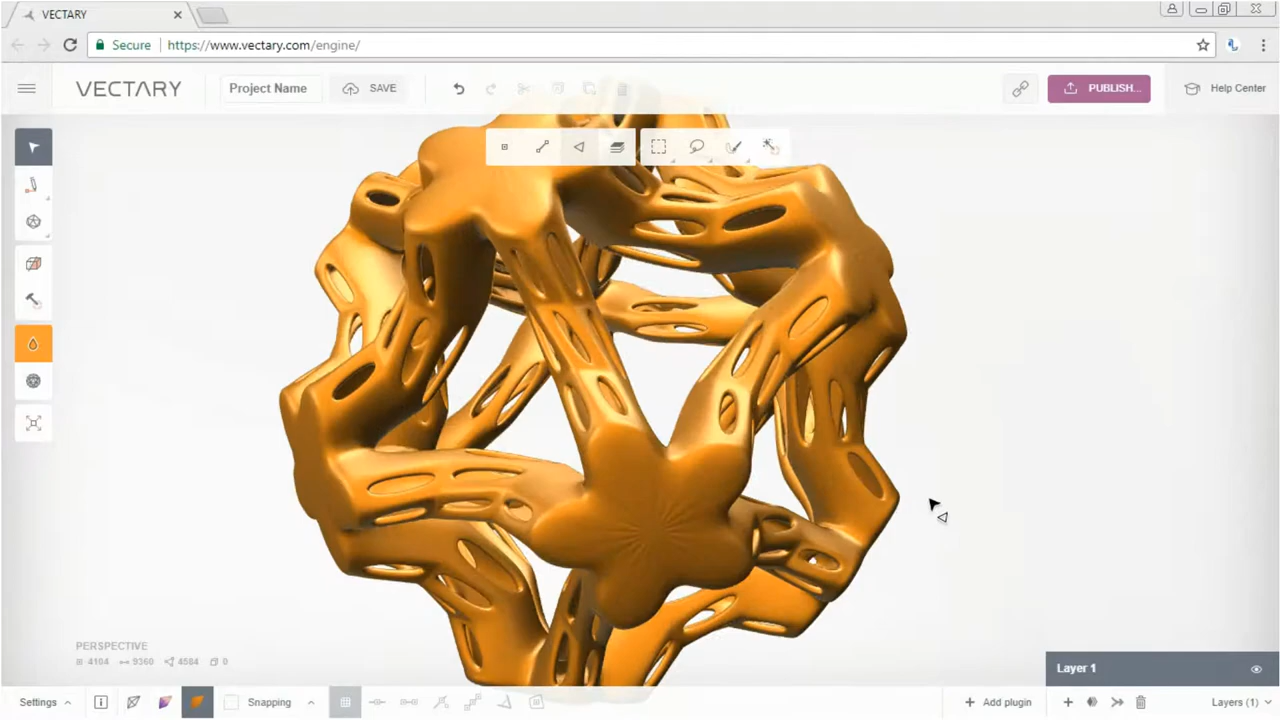 VECTARY
Secure https://www.vectary.com/engine/
VECTARY
Project Name
SAVE
PUBLISH...
Help Center
PERSPECTIVE
4104 9360 4584 0
Layer 1
Settings
Snapping
Add plugin
Layers (1)